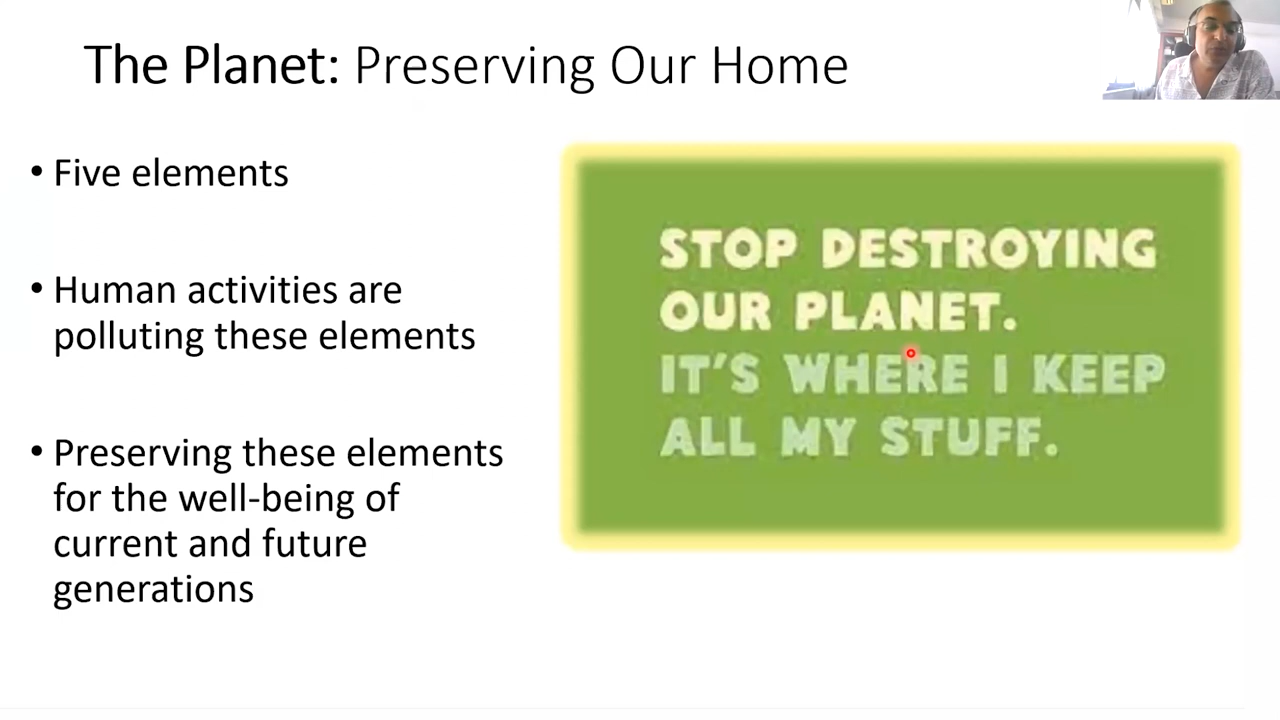 The Planet: Preserving Our Home
• Five elements
• Human activities are
polluting these elements
• Preserving these elements
for the well-being of
current and future
generations
STOP DESTROYING
OUR PLANET.
IT'S WHERE I KEEP
ALL MY STUFF.